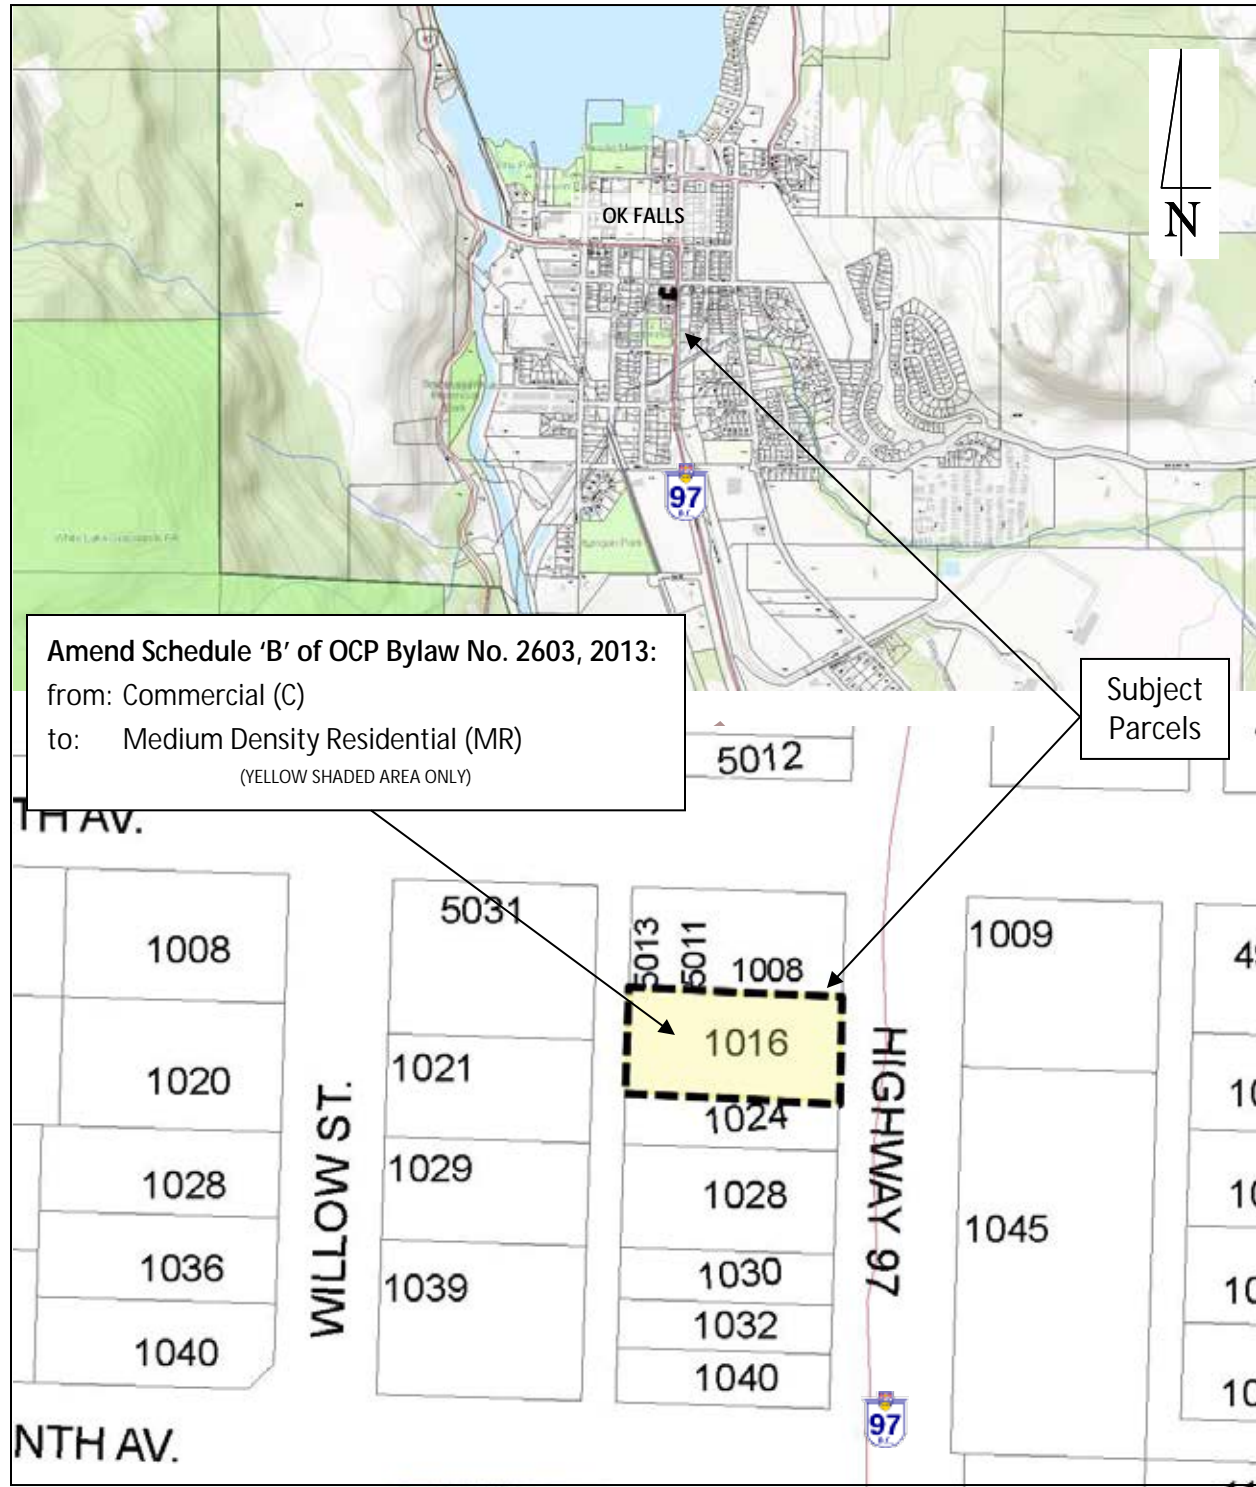 OK FALLS
N
97
B.C.
Amend Schedule ‘B’ of OCP Bylaw No. 2603, 2013:
from: Commercial (C)
to: Medium Density Residential (MR)
(YELLOW SHADED AREA ONLY)
Subject
Parcels
5012
TH AV.
1008
5031
5013
5011
1008
1009
1016
1020
1021
1024
WILLOW ST.
HIGHWAY 97
1028
1029
1028
1045
1036
1039
1030
1032
1040
1040
97
B.C.
NTH AV.